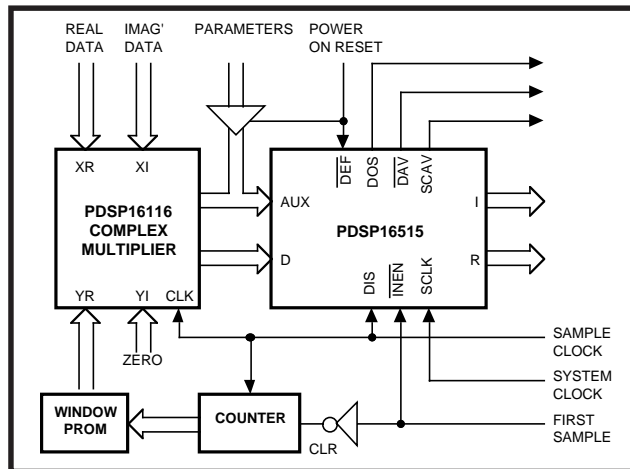 REAL
DATA
IMAG'
DATA
PARAMETERS
POWER
ON RESET
XR
XI
PDSP16116
COMPLEX
MULTIPLIER
YR
YI
CLK
DEF
DOS
DAV
SCAV
AUX
I
PDSP16515
D
R
DIS
INEN
SCLK
ZERO
SAMPLE
CLOCK
SYSTEM
CLOCK
WINDOW
PROM
COUNTER
CLR
FIRST
SAMPLE